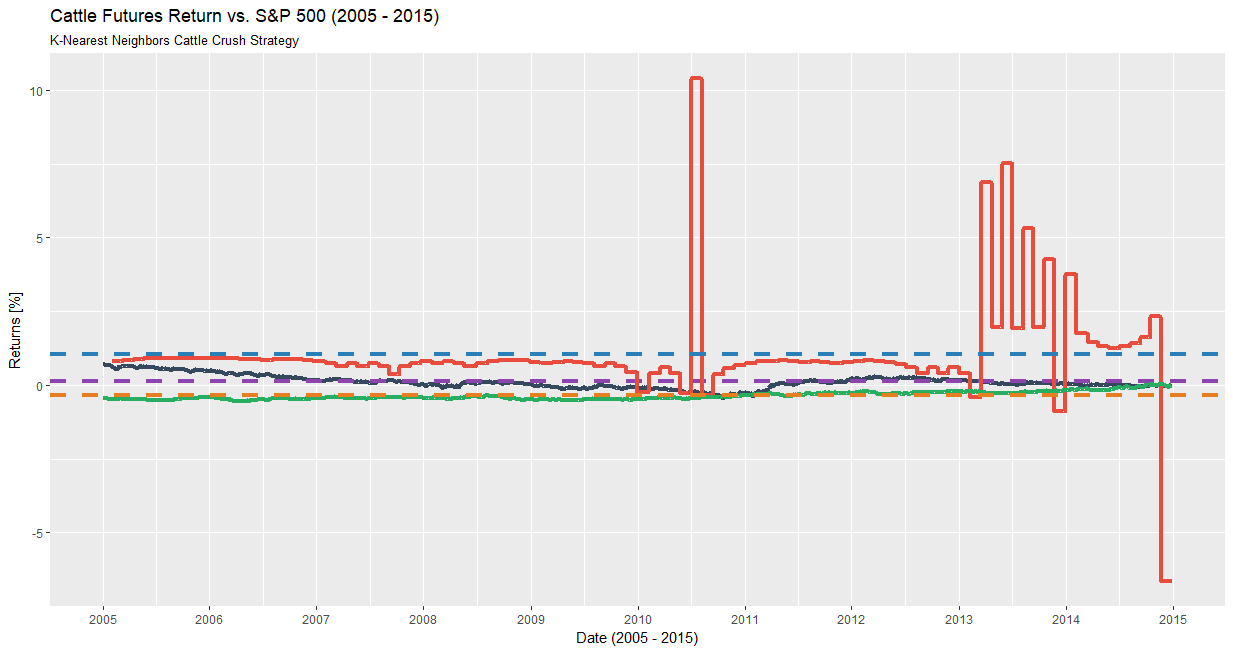 Cattle Futures Return vs. S&P 500 (2005 - 2015)
K-Nearest Neighbors Cattle Crush Strategy
Returns [%]
10
5
0
-5
2005 2006 2007 2008 2009 2010 2011 2012 2013 2014 2015
Date (2005 - 2015)